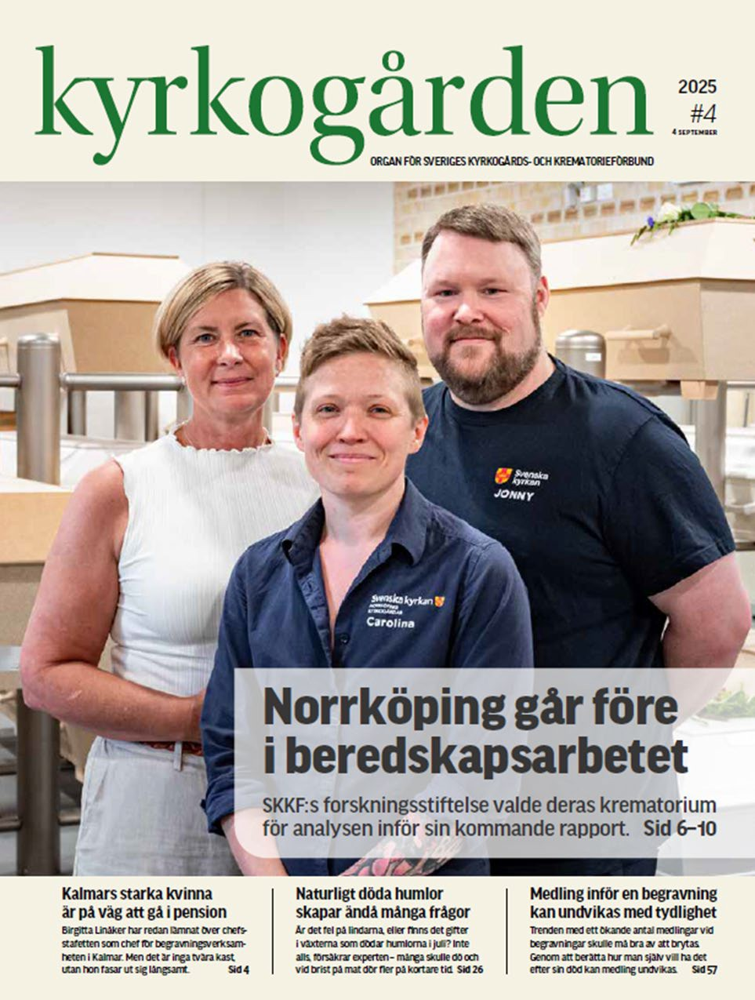 kyrkogården
2025
#4
4 SEPTEMBER
ORGAN FÖR SVERIGES KYRKOGÅRDS- OCH KREMATORIEFÖRBUND
Svenska
kyrkan
JONNY
Svenska kyrkan
NORRKÖPINGS
KYRKOGÅRDAR
Carolina
Norrköping går före
i beredskapsarbetet
SKKF:s forskningsstiftelse valde deras krematorium
för analysen inför sin kommande rapport. Sid 6–10
Kalmars starka kvinna
är på väg att gå i pension
Birgitta Linåker har redan lämnat över chefs-
stafetten som chef för begravningsverksam-
heten i Kalmar. Men det är inga tvära kast,
utan hon fasar ut sig långsamt. Sid 4
Naturligt döda humlor
skapar ändå många frågor
Är det fel på lindarna, eller finns det gifter
i växterna som dödar humlorna i juli? Inte
alls, försäkrar experten – många skulle dö och
vid brist på mat dör fler på kortare tid. Sid 26
Medling inför en begravning
kan undvikas med tydlighet
Trenden med ett ökande antal medlingar vid
begravningar skulle må bra av att brytas.
Genom att berätta hur man själv vill ha det
efter sin död kan medling undvikas. Sid 57